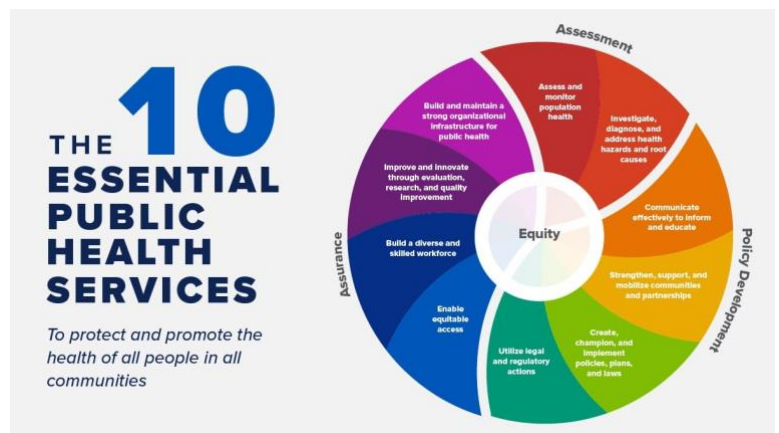 THE 10
ESSENTIAL
PUBLIC
HEALTH
SERVICES
To protect and promote the
health of all people in all
communities
Assessment
Assess and
monitor
population
health
Investigate,
diagnose, and
address health
hazards and root
causes
Policy Development
Communicate
effectively to inform
and educate
Strengthen, support, and
mobilize communities
and partnerships
Create,
champion, and
implement
policies, plans,
and laws
Utilize legal
and regulatory
actions
Assurance
Enable
equitable
access
Build a diverse and
skilled workforce
Improve and innovate
through evaluation,
research, and quality
improvement
Build and maintain a
strong organizational
infrastructure for
public health
Equity